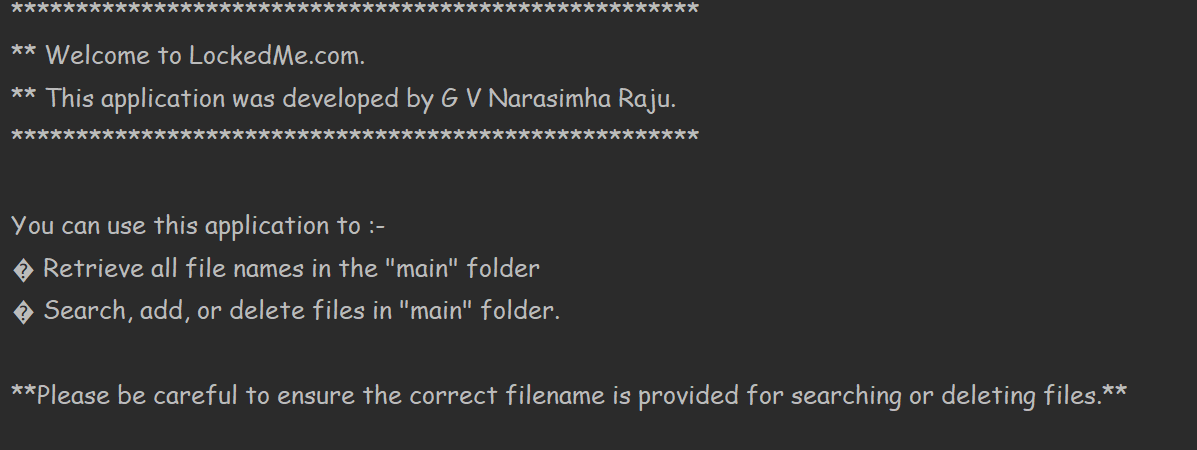 *****************************************************
** Welcome to LockedMe.com.
** This application was developed by G V Narasimha Raju.
*****************************************************
You can use this application to :-
� Retrieve all file names in the "main" folder
� Search, add, or delete files in "main" folder.
**Please be careful to ensure the correct filename is provided for searching or deleting files.**